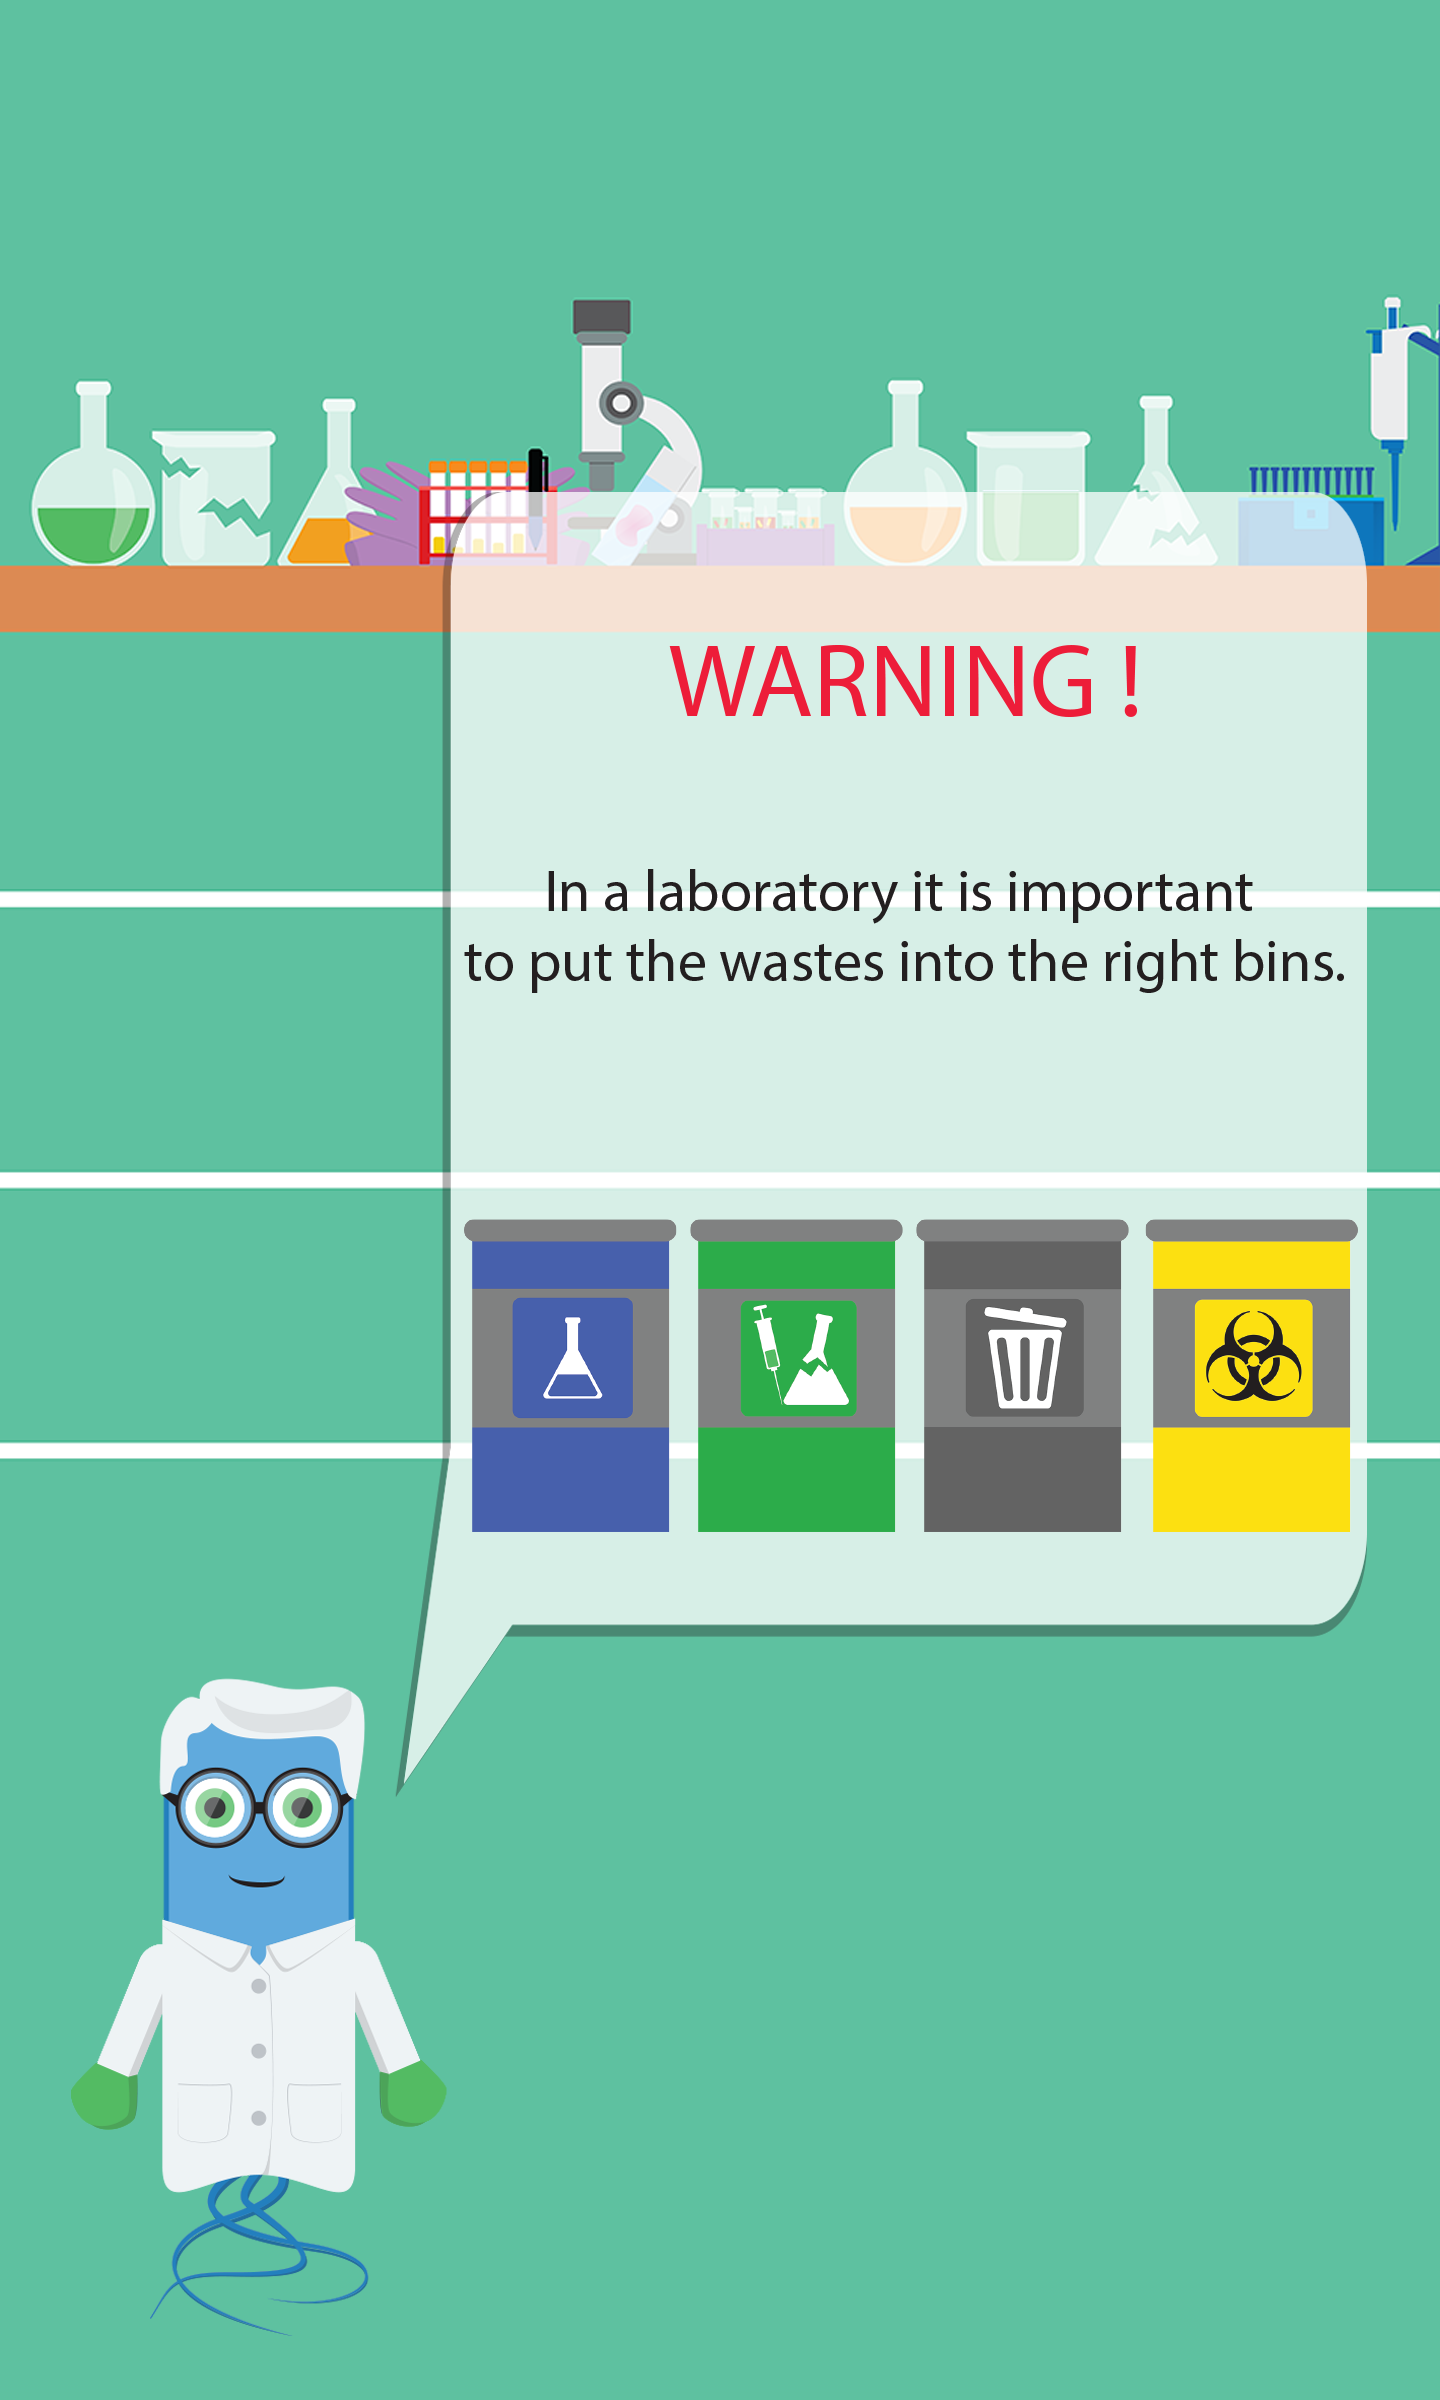 WARNING !
In a laboratory it is important
to put the wastes into the right bins.